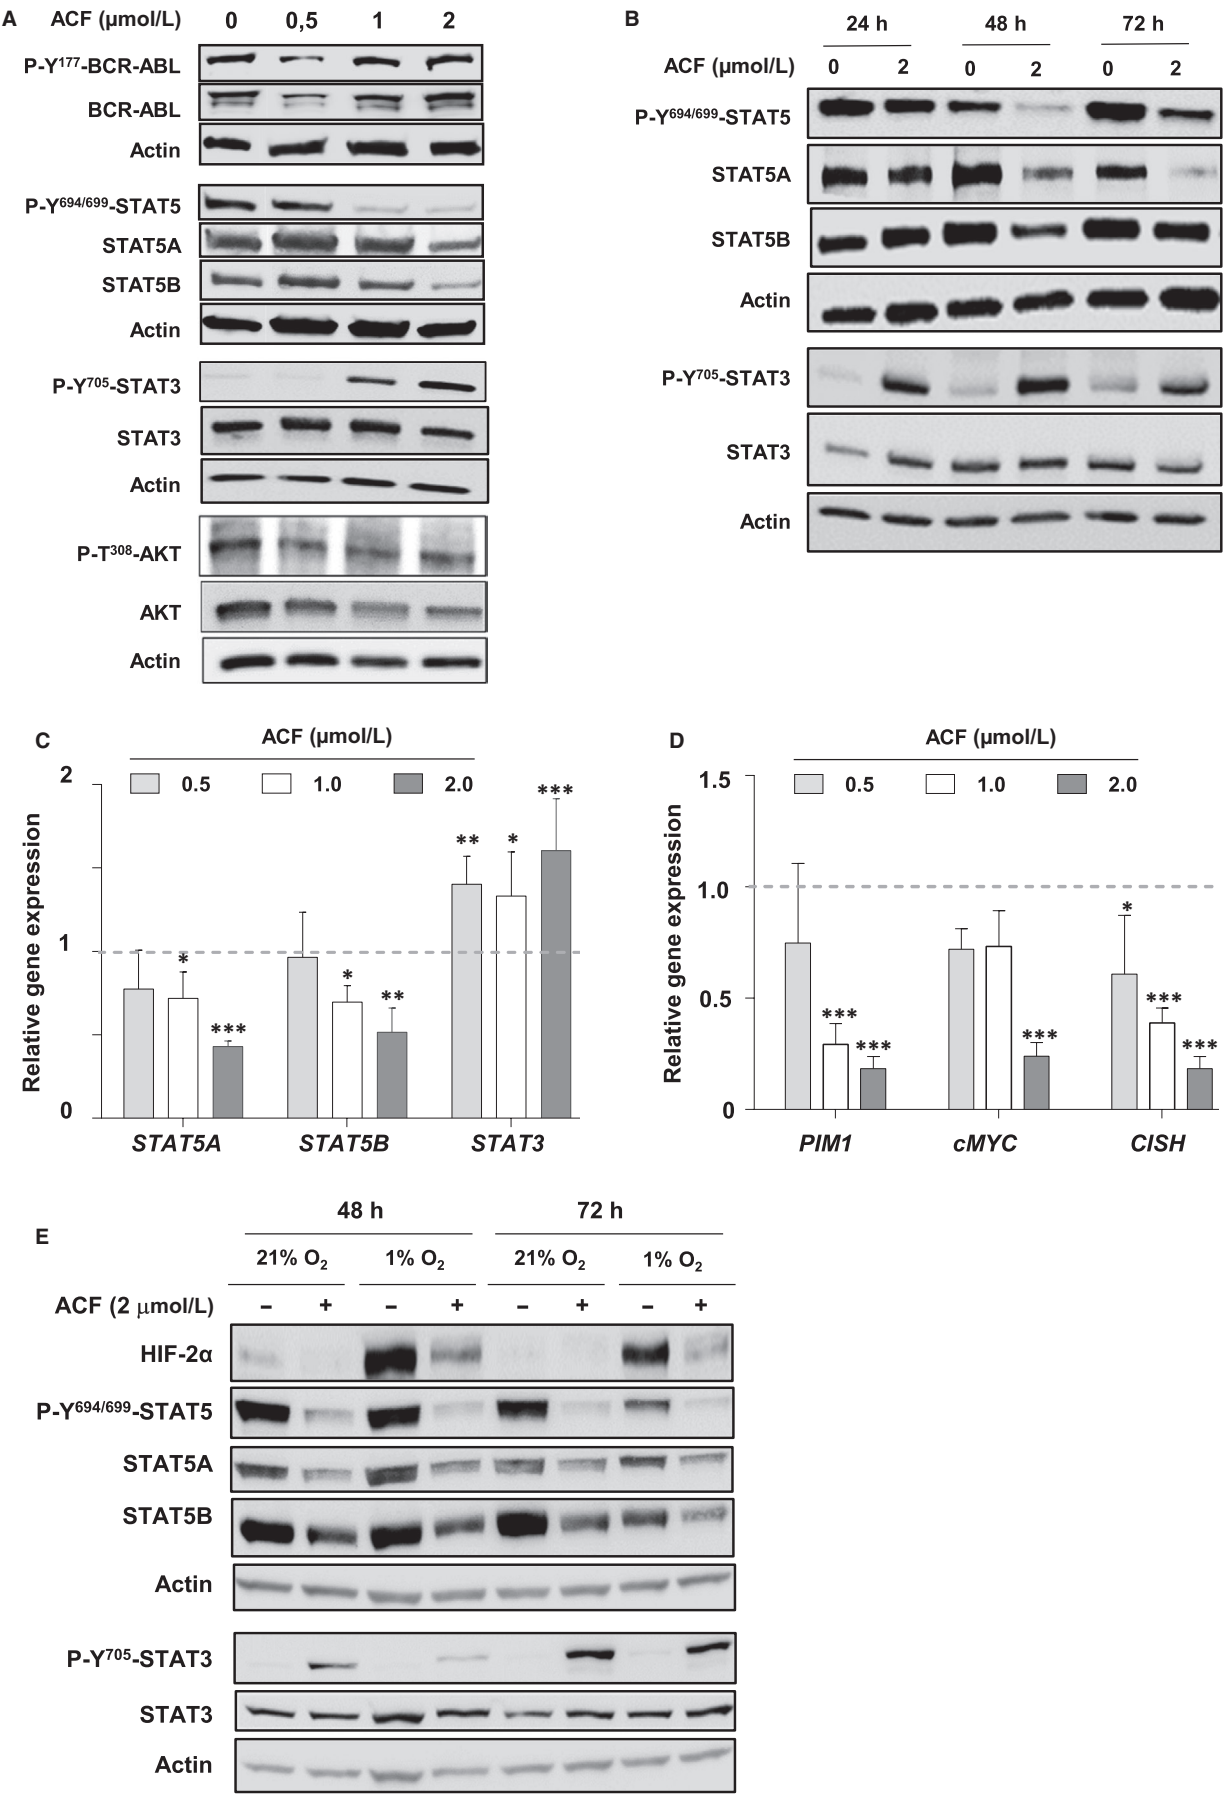 A
ACF (µmol/L) 0 0,5 1 2
P-Y177-BCR-ABL
BCR-ABL
Actin
P-Y694/699-STAT5
STAT5A
STAT5B
Actin
P-Y705-STAT3
STAT3
Actin
P-T308-AKT
AKT
Actin
B
24 h 48 h 72 h
ACF (µmol/L) 0 2 0 2 0 2
P-Y694/699-STAT5
STAT5A
STAT5B
Actin
P-Y705-STAT3
STAT3
Actin
C
ACF (µmol/L)
0.5 1.0 2.0
Relative gene expression
2
1
0
* *** * ** ** * ***
STAT5A STAT5B STAT3
D
ACF (µmol/L)
0.5 1.0 2.0
Relative gene expression
1.5
1.0
0.5
0
*** *** *** * *** ***
PIM1 cMYC CISH
E
48 h 72 h
21% O2 1% O2 21% O2 1% O2
ACF (2 µmol/L) – + – + – + – +
HIF-2α
P-Y694/699-STAT5
STAT5A
STAT5B
Actin
P-Y705-STAT3
STAT3
Actin